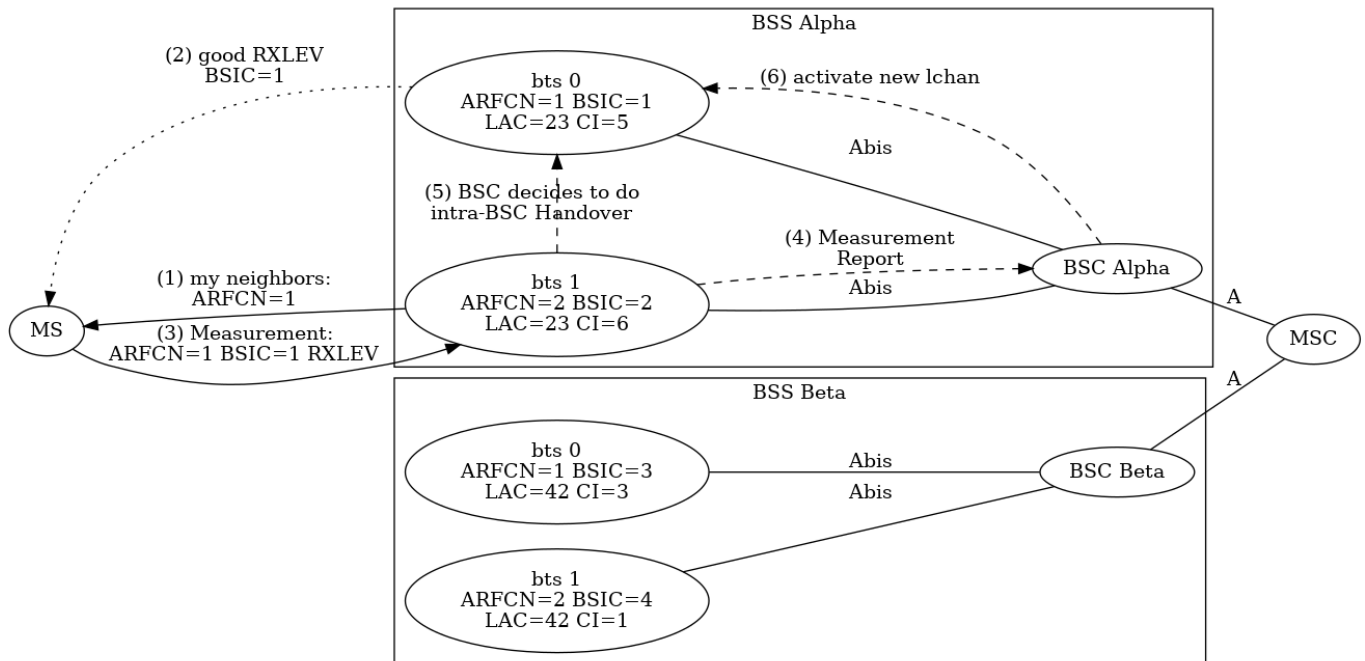 BSS Alpha
(2) good RXLEV
BSIC=1
bts 0
ARFCN=1 BSIC=1
LAC=23 CI=5
(6) activate new lchan
Abis
(5) BSC decides to do
intra-BSC Handover
(4) Measurement
Report
BSC Alpha
(1) my neighbors:
ARFCN=1
bts 1
ARFCN=2 BSIC=2
LAC=23 CI=6
Abis
A
MS
(3) Measurement:
ARFCN=1 BSIC=1 RXLEV
MSC
BSS Beta
A
bts 0
ARFCN=1 BSIC=3
LAC=42 CI=3
Abis
BSC Beta
Abis
bts 1
ARFCN=2 BSIC=4
LAC=42 CI=1